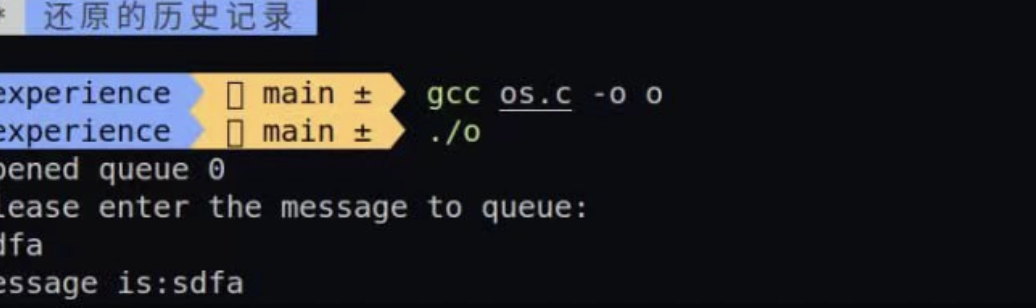 * 还原的历史记录
experience main ± gcc os.c -o o
experience main ± ./o
pened queue 0
lease enter the message to queue:
dfa
essage is:sdfa